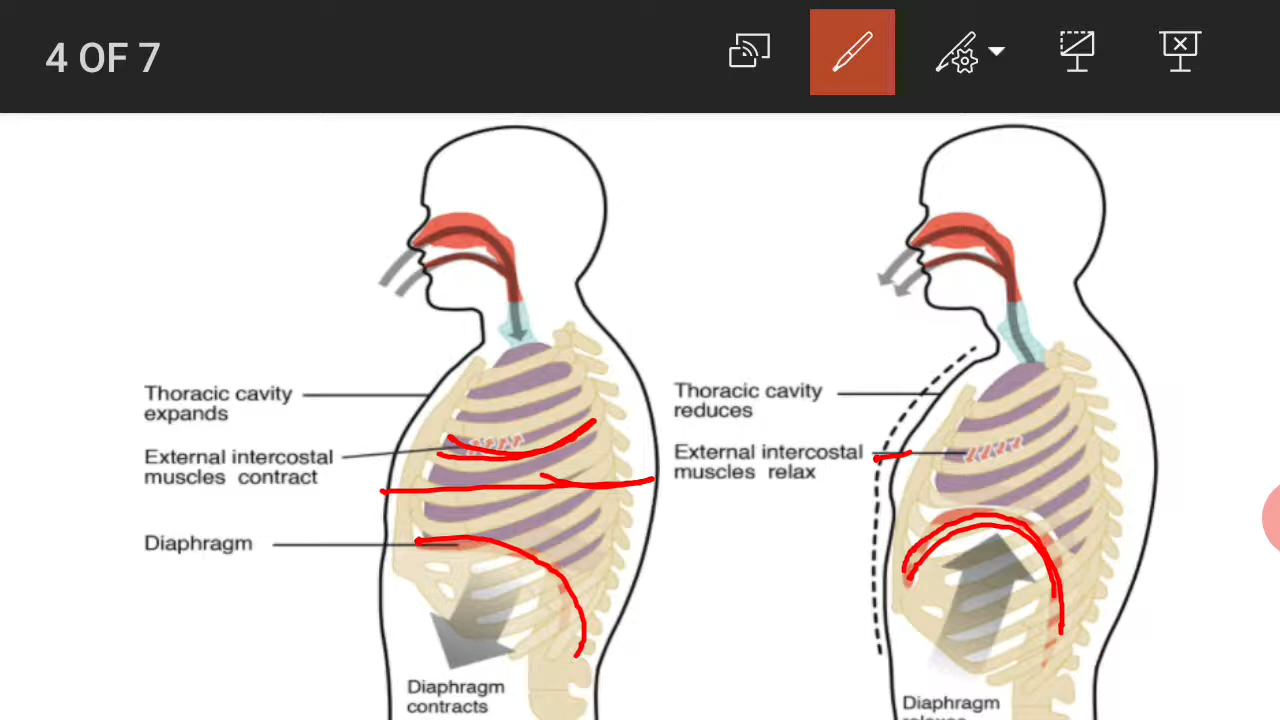 4 OF 7
Thoracic cavity
expands
External intercostal
muscles contract
Diaphragm
Diaphragm
contracts
Thoracic cavity
reduces
External intercostal
muscles relax
Diaphragm
relaxes